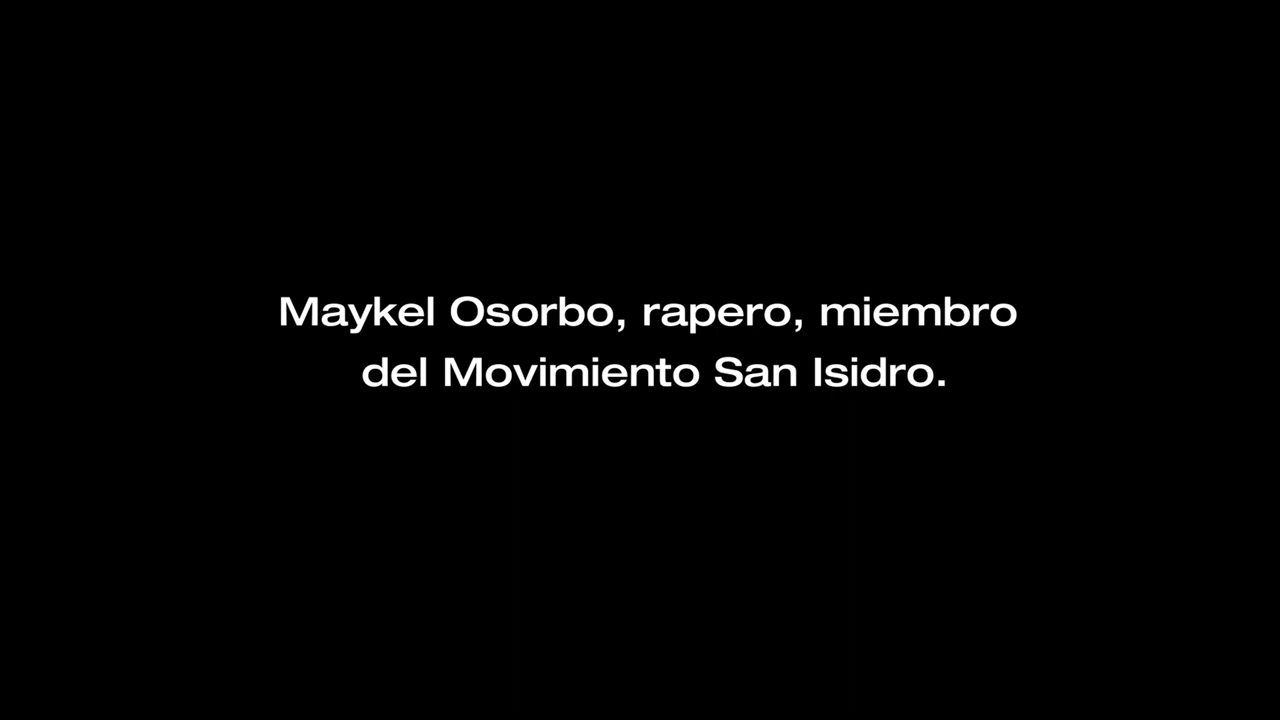 Maykel Osorbo, rapero, miembro
del Movimiento San Isidro.